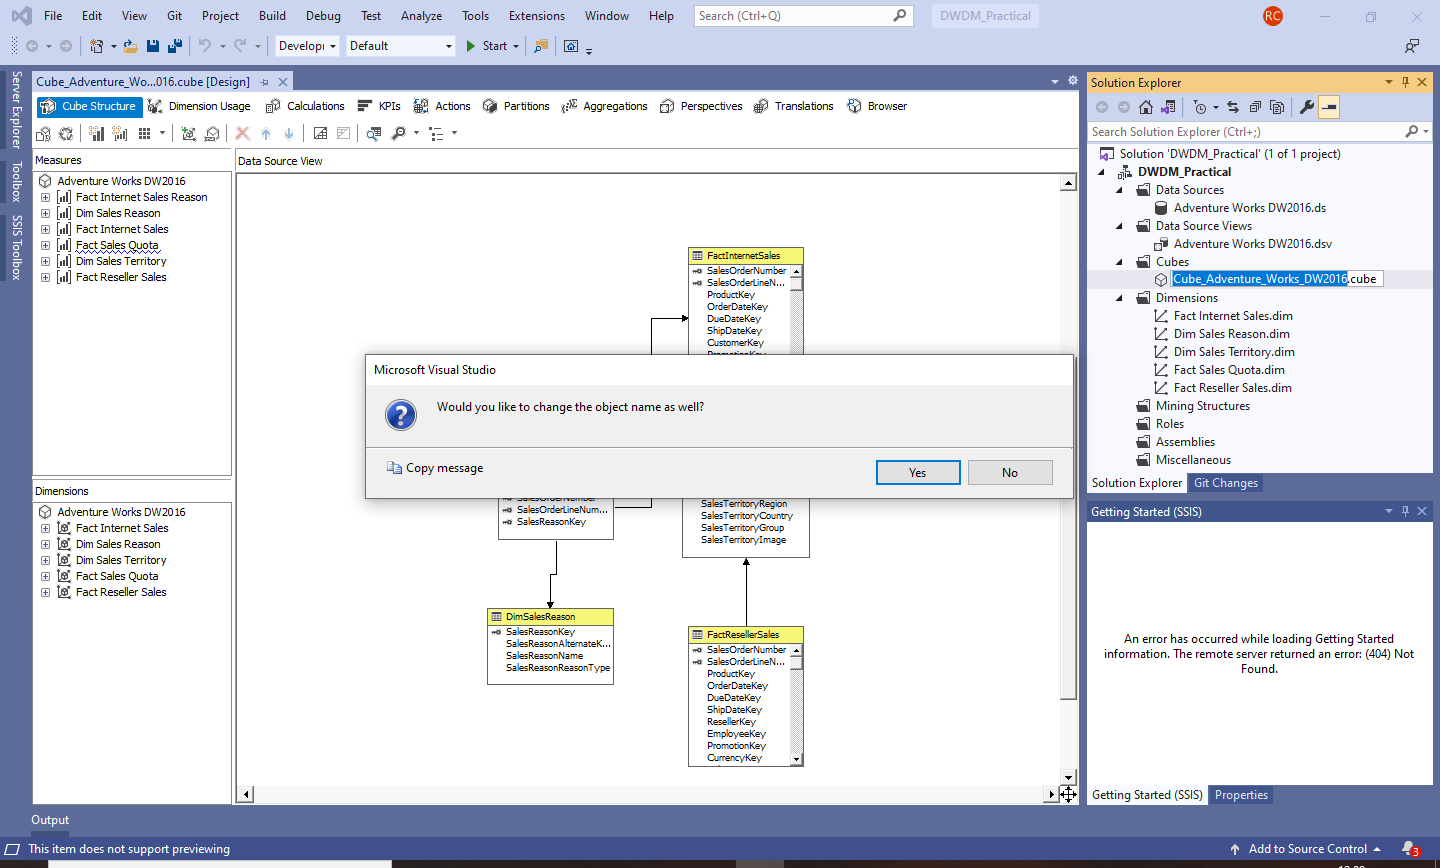 File Edit View Git Project Build Debug Test Analyze Tools Extensions Window Help Search (Ctrl+Q) DWDM_Practical RC
Developi Default Start
Server Explorer
Toolbox
SSIS Toolbox
Cube_Adventure_Wo...016.cube [Design]
Cube Structure Dimension Usage Calculations KPIs Actions Partitions Aggregations Perspectives Translations Browser
Measures
Adventure Works DW2016
Fact Internet Sales Reason
Dim Sales Reason
Fact Internet Sales
Fact Sales Quota
Dim Sales Territory
Fact Reseller Sales
Dimensions
Adventure Works DW2016
Fact Internet Sales
Dim Sales Reason
Dim Sales Territory
Fact Sales Quota
Fact Reseller Sales
Data Source View
FactInternetSales
SalesOrderNumber
SalesOrderLineN...
ProductKey
OrderDateKey
DueDateKey
ShipDateKey
CustomerKey
PromotionKey
Microsoft Visual Studio
Would you like to change the object name as well?
Copy message
Yes No
SalesOrderNumber
SalesOrderLineNum...
SalesReasonKey
SalesTerritoryRegion
SalesTerritoryCountry
SalesTerritoryGroup
SalesTerritoryImage
DimSalesReason
SalesReasonKey
SalesReasonAlternateK...
SalesReasonName
SalesReasonReasonType
FactResellerSales
SalesOrderNumber
SalesOrderLineN...
ProductKey
OrderDateKey
DueDateKey
ShipDateKey
ResellerKey
EmployeeKey
PromotionKey
CurrencyKey
Solution Explorer
Search Solution Explorer (Ctrl+;)
Solution 'DWDM_Practical' (1 of 1 project)
DWDM_Practical
Data Sources
Adventure Works DW2016.ds
Data Source Views
Adventure Works DW2016.dsv
Cubes
Cube_Adventure_Works_DW2016.cube
Dimensions
Fact Internet Sales.dim
Dim Sales Reason.dim
Dim Sales Territory.dim
Fact Sales Quota.dim
Fact Reseller Sales.dim
Mining Structures
Roles
Assemblies
Miscellaneous
Solution Explorer Git Changes
Getting Started (SSIS)
An error has occurred while loading Getting Started
information. The remote server returned an error: (404) Not
Found.
Getting Started (SSIS) Properties
Output
This item does not support previewing Add to Source Control 3